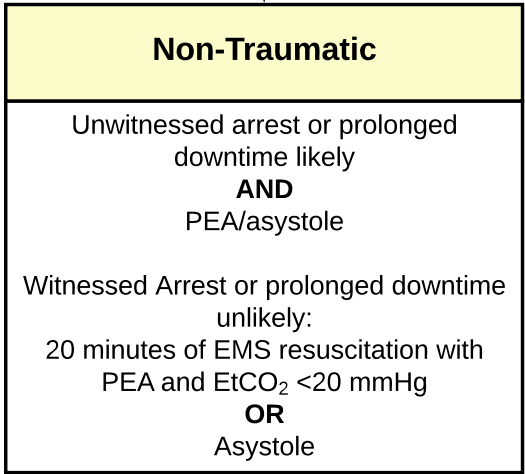 Non-Traumatic
Unwitnessed arrest or prolonged
downtime likely
AND
PEA/asystole
Witnessed Arrest or prolonged downtime
unlikely:
20 minutes of EMS resuscitation with
PEA and EtCO₂ <20 mmHg
OR
Asystole